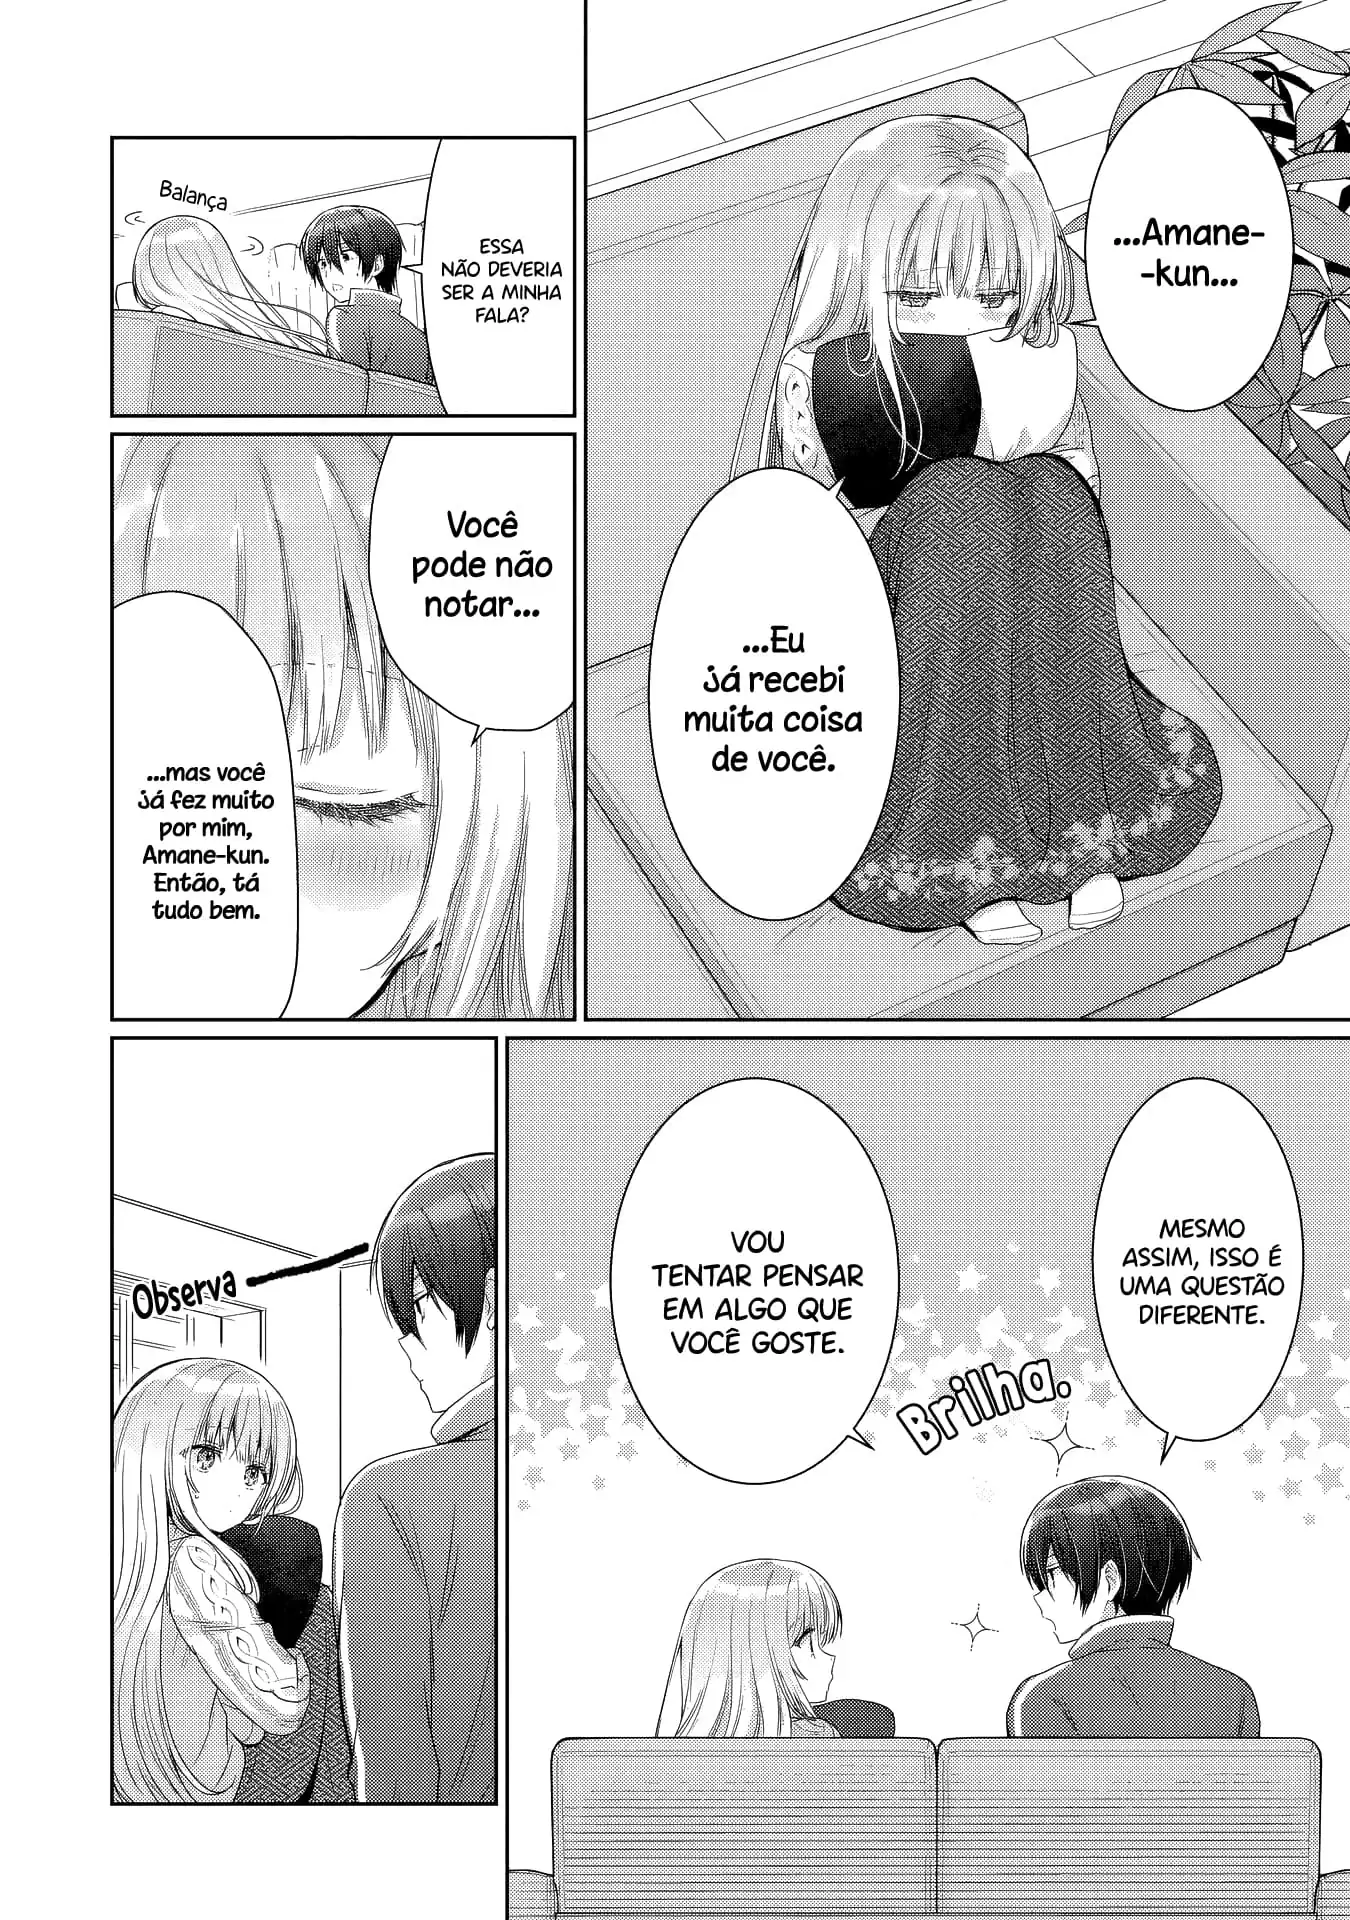 ...Amane-
-kun...
...Eu
já recebi
muita coisa
de você.
Balança
ESSA
NÃO DEVERIA
SER A MINHA
FALA?
Você
pode não
notar...
...mas você
já fez muito
por mim,
Amane-kun.
Então, tá
tudo bem.
MESMO
ASSIM, ISSO É
UMA QUESTÃO
DIFERENTE.
VOU
TENTAR PENSAR
EM ALGO QUE
VOCÊ GOSTE.
Brilha.
Observa